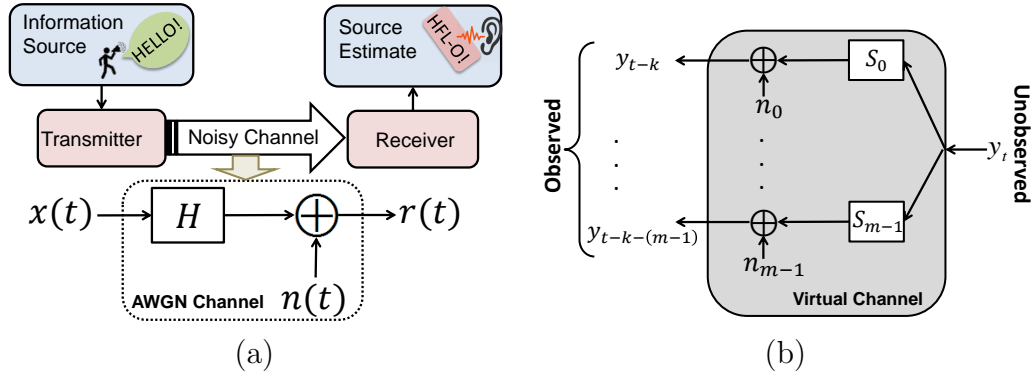 Information
Source
HELLO!
Source
Estimate
HFL-O!
Transmitter
Noisy Channel
Receiver
x(t)
H
r(t)
AWGN Channel
n(t)
(a)
Observed
y_{t-k}
S_0
n_0
Unobserved
y_t
y_{t-k-(m-1)}
S_{m-1}
n_{m-1}
Virtual Channel
(b)